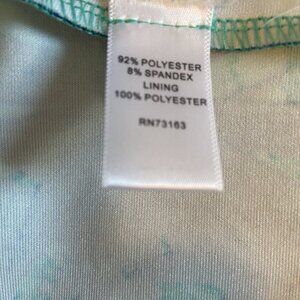 92% POLYESTER
8% SPANDEX
LINING
100% POLYESTER
RN73163